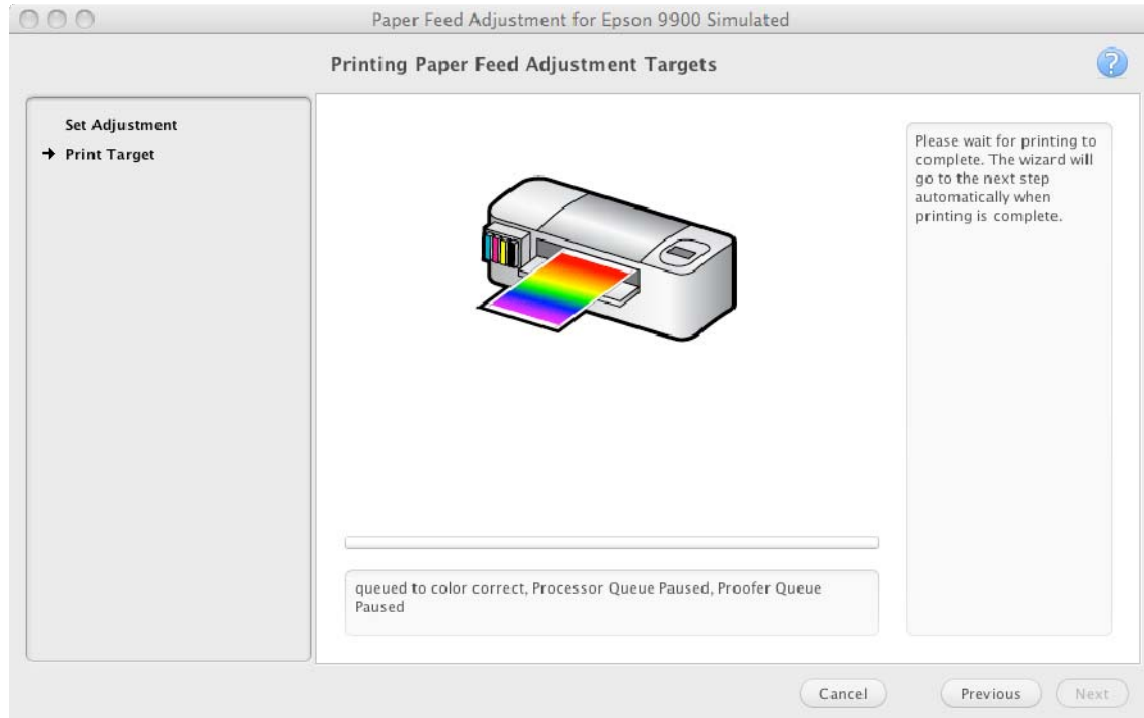 Paper Feed Adjustment for Epson 9900 Simulated
Printing Paper Feed Adjustment Targets
?
Set Adjustment
➔ Print Target
Please wait for printing to
complete. The wizard will
go to the next step
automatically when
printing is complete.
queued to color correct, Processor Queue Paused, Proofer Queue
Paused
Cancel
Previous
Next